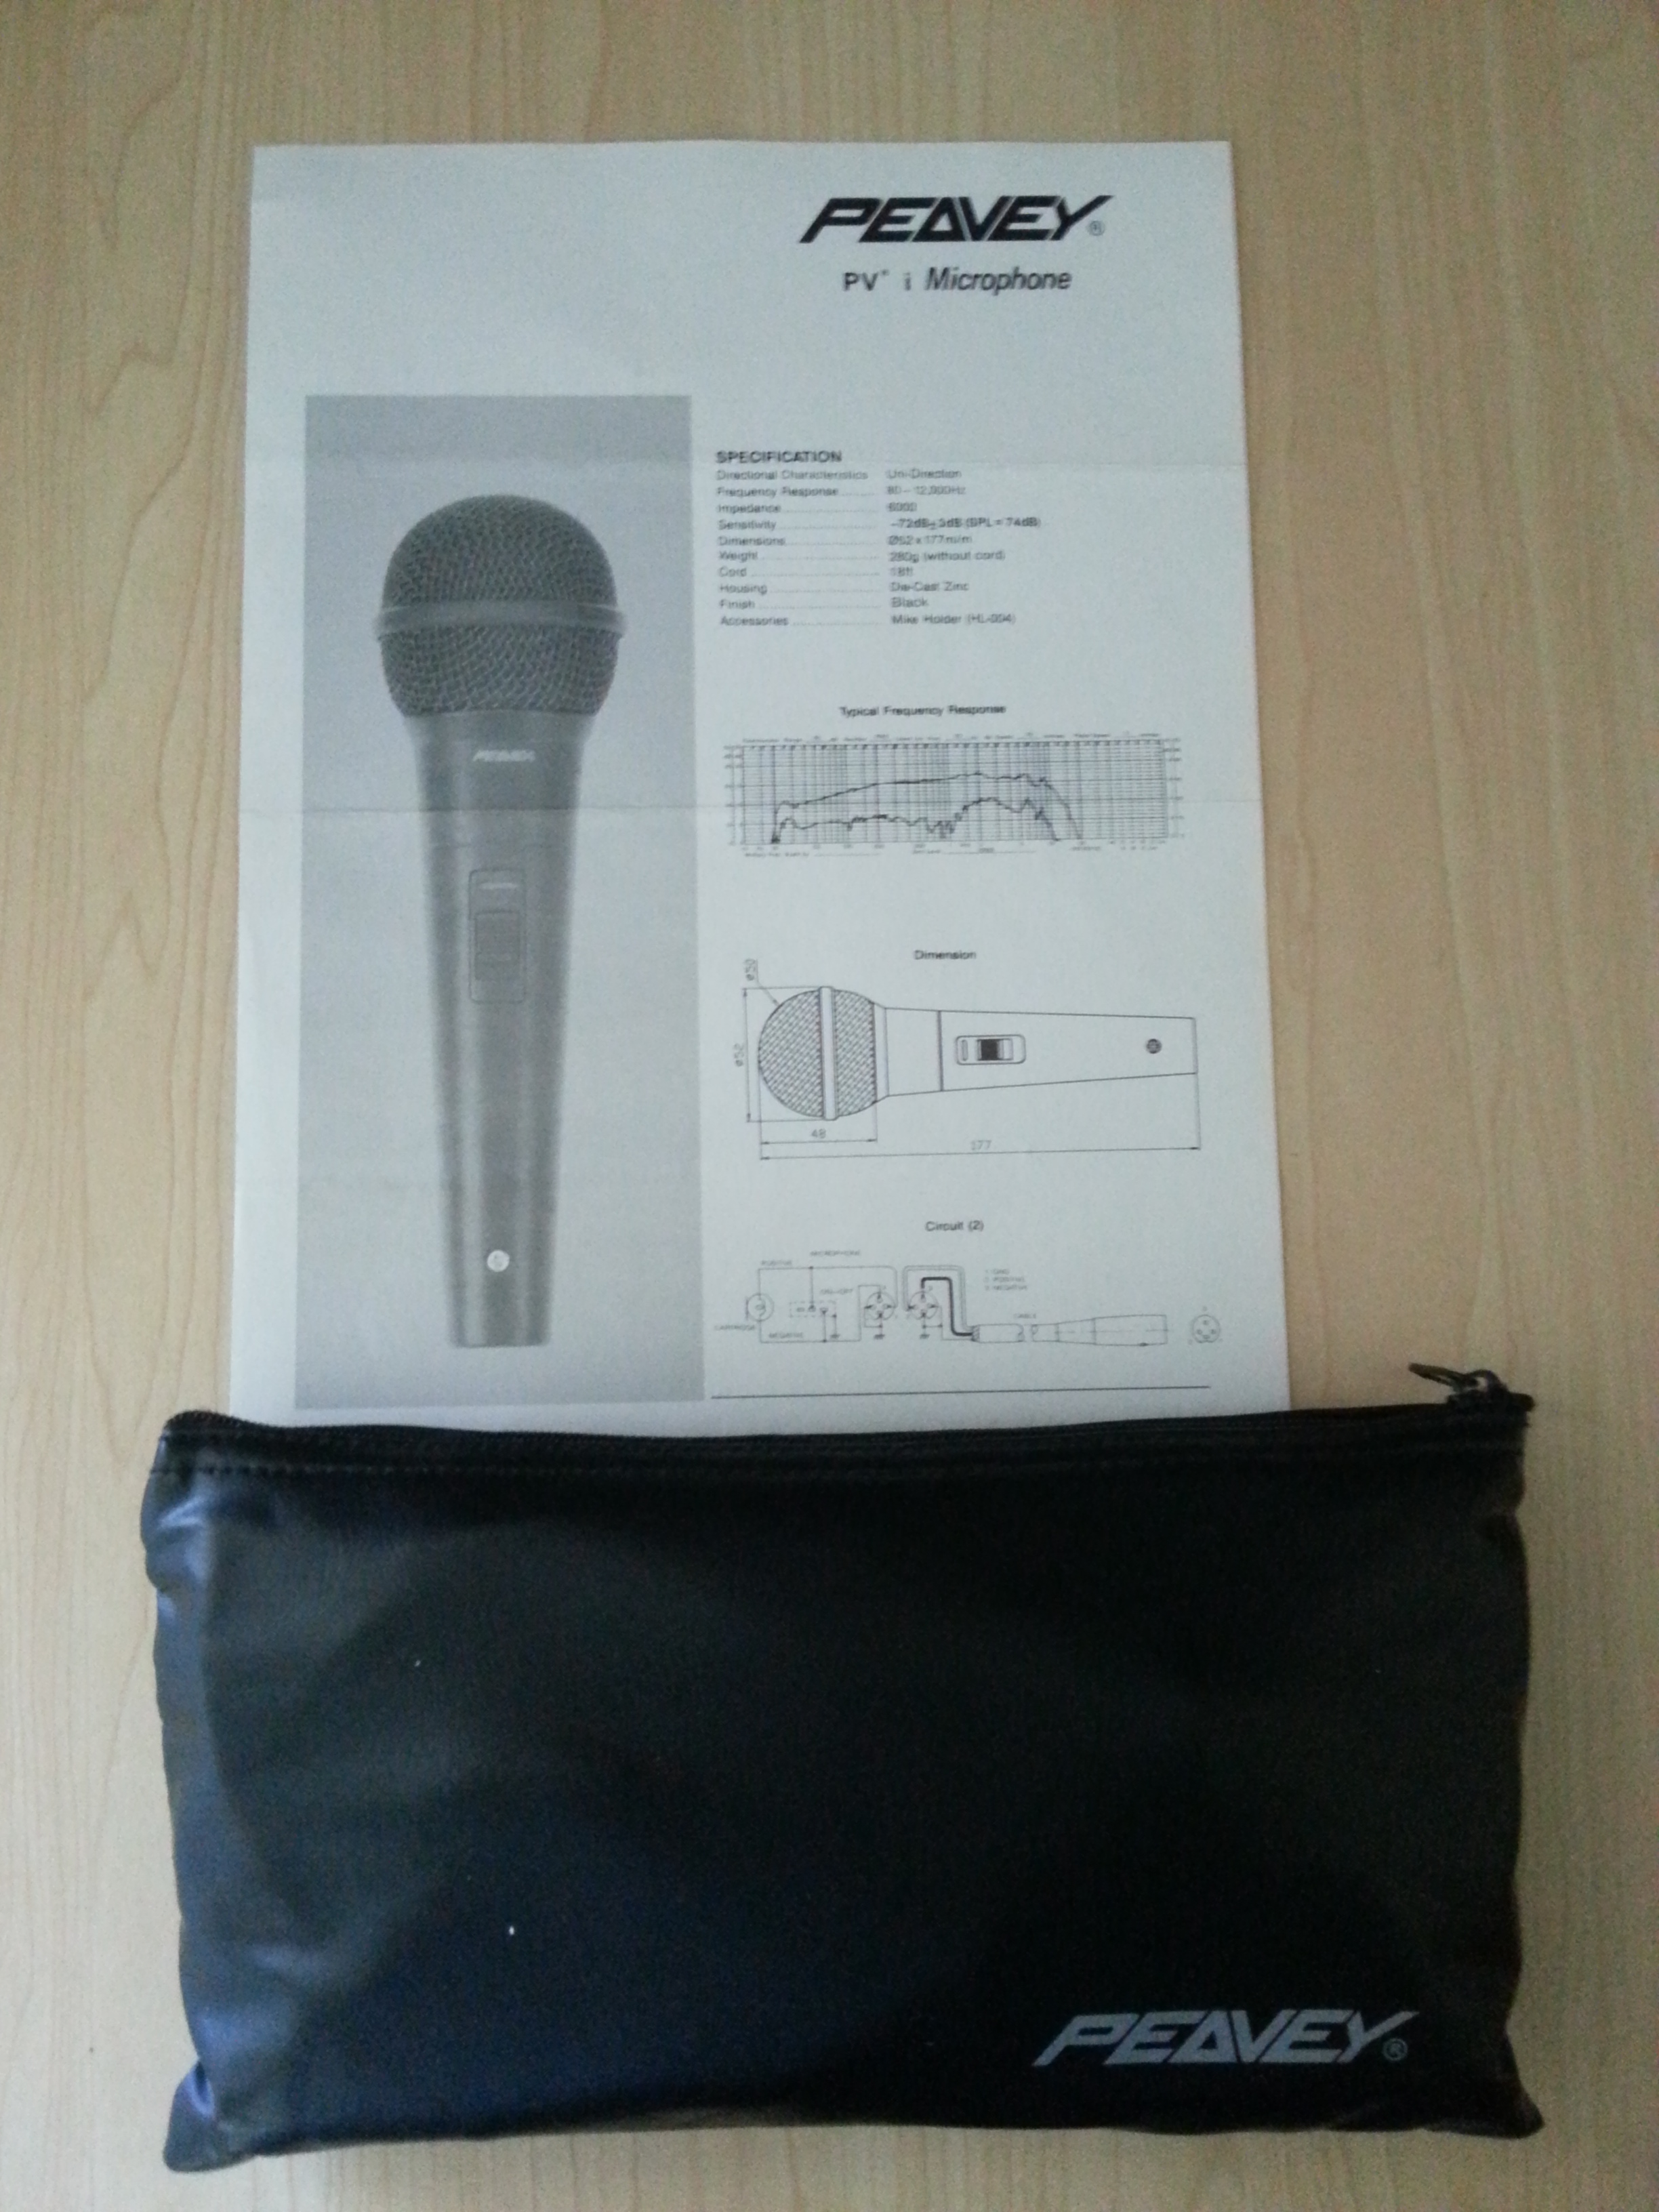 PEAVEY®
PV® i Microphone
SPECIFICATION
Directional Characteristics Uni-Direction
Frequency Response 80 – 12,000Hz
Impedance
Sensitivity –72dB±3dB (SPL = 74dB)
Dimensions Ø52 x 177m/m
Weight 280g (without cord)
Cord 18ft
Housing Die-Cast Zinc
Finish Black
Accessories Mike Holder (HL-004)
PEAVEY
Typical Frequency Response
Dimension
ø50
ø52
48
177
Circuit (2)
MICROPHONE
POSITIVE
ON/OFF
CARTRIDGE
NEGATIVE
1 GND
2 POSITIVE
3 NEGATIVE
CABLE
PEAVEY®